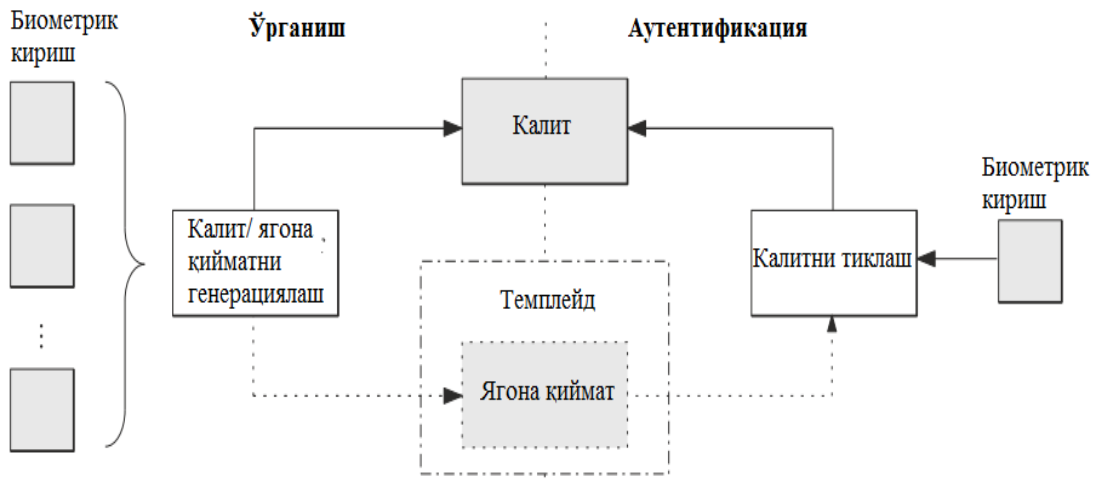 Биометрик
кириш
Ўрганиш
Аутентификация
Калит
Калит/ ягона
қийматни
генерациялаш
Темплейд
Ягона қиймат
Калитни тиклаш
Биометрик
кириш